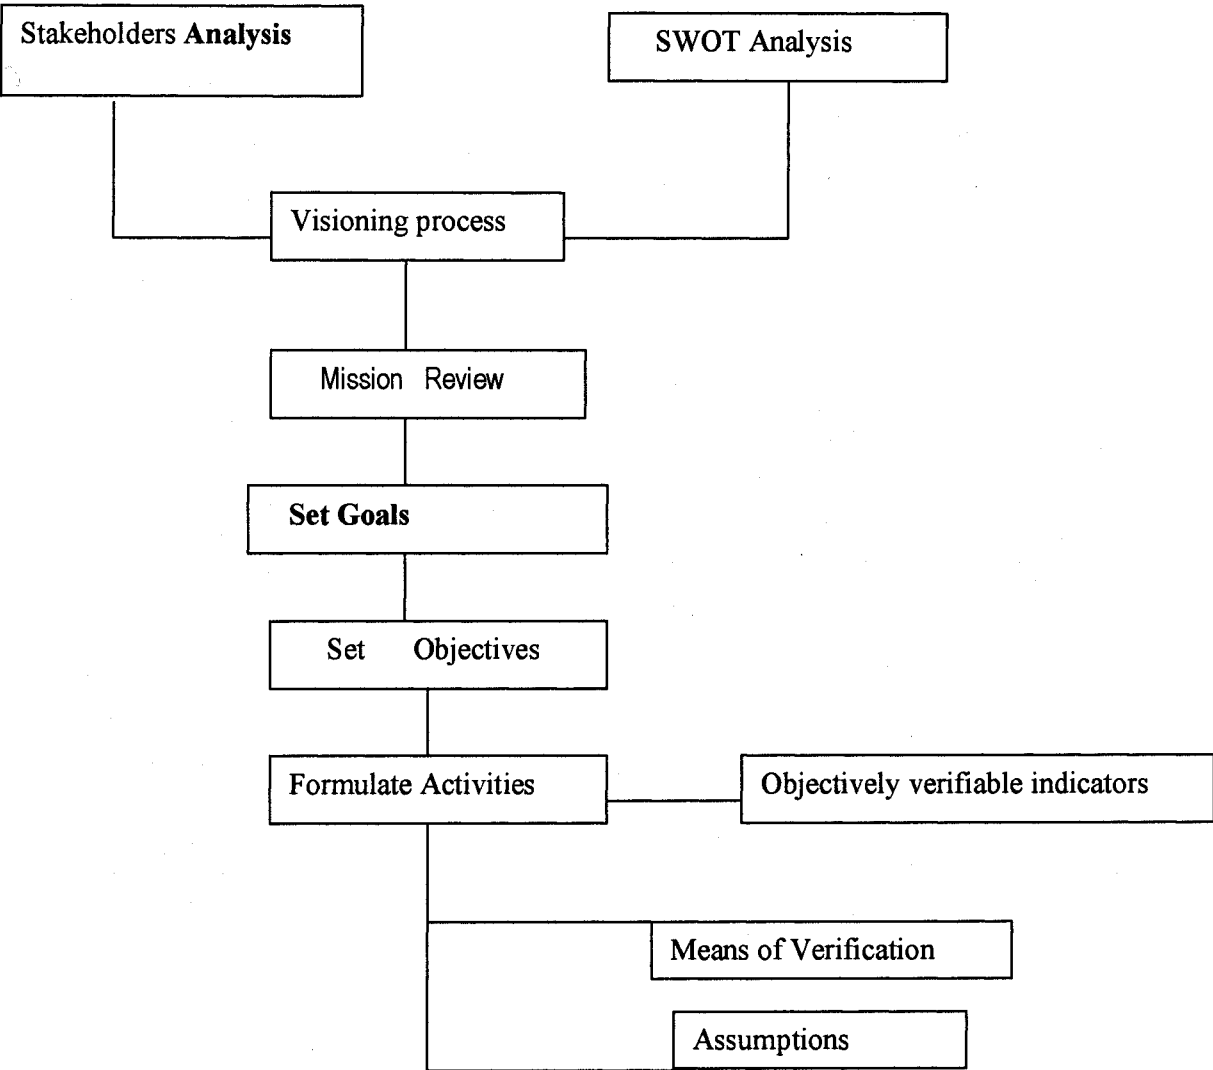 Stakeholders Analysis
SWOT Analysis
Visioning process
Mission Review
Set Goals
Set Objectives
Formulate Activities
Objectively verifiable indicators
Means of Verification
Assumptions